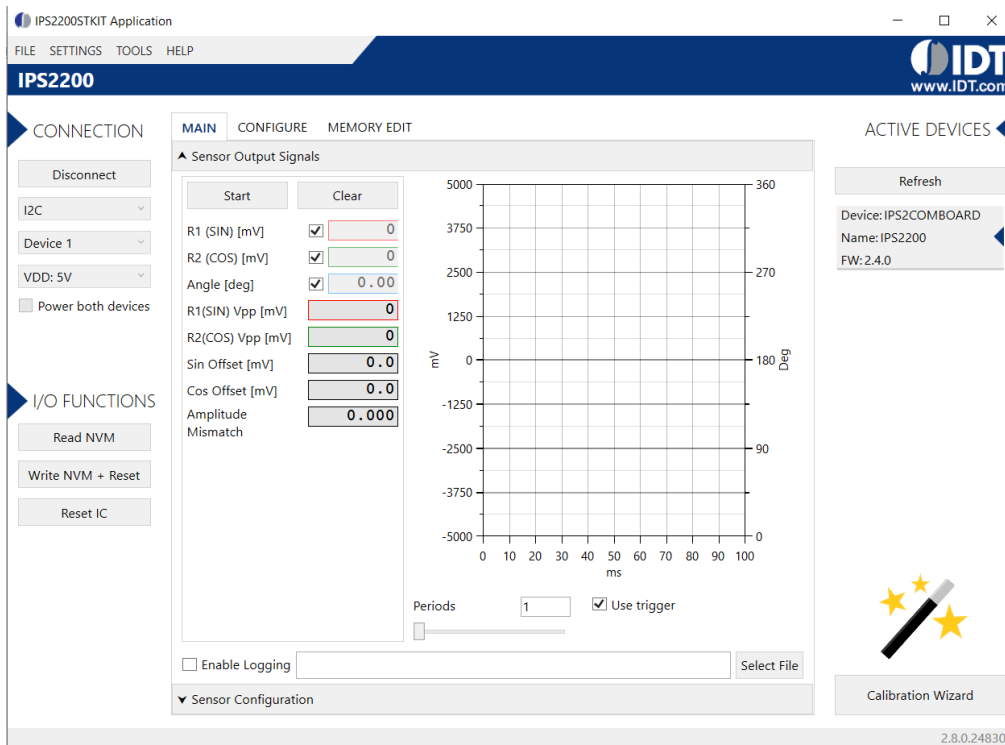 IPS2200STKIT Application
FILE SETTINGS TOOLS HELP
IPS2200
IDT
www.IDT.com
CONNECTION
Disconnect
I2C
Device 1
VDD: 5V
Power both devices
I/O FUNCTIONS
Read NVM
Write NVM + Reset
Reset IC
MAIN CONFIGURE MEMORY EDIT
Sensor Output Signals
Start Clear
R1 (SIN) [mV] 0
R2 (COS) [mV] 0
Angle [deg] 0.00
R1(SIN) Vpp [mV] 0
R2(COS) Vpp [mV] 0
Sin Offset [mV] 0.0
Cos Offset [mV] 0.0
Amplitude
Mismatch 0.000
5000 360
3750
2500 270
1250
mV 0 180 Deg
-1250
-2500 90
-3750
-5000 0
0 10 20 30 40 50 60 70 80 90 100
ms
Periods 1 Use trigger
Enable Logging Select File
Sensor Configuration
ACTIVE DEVICES
Refresh
Device: IPS2COMBOARD
Name: IPS2200
FW: 2.4.0
Calibration Wizard
2.8.0.24830